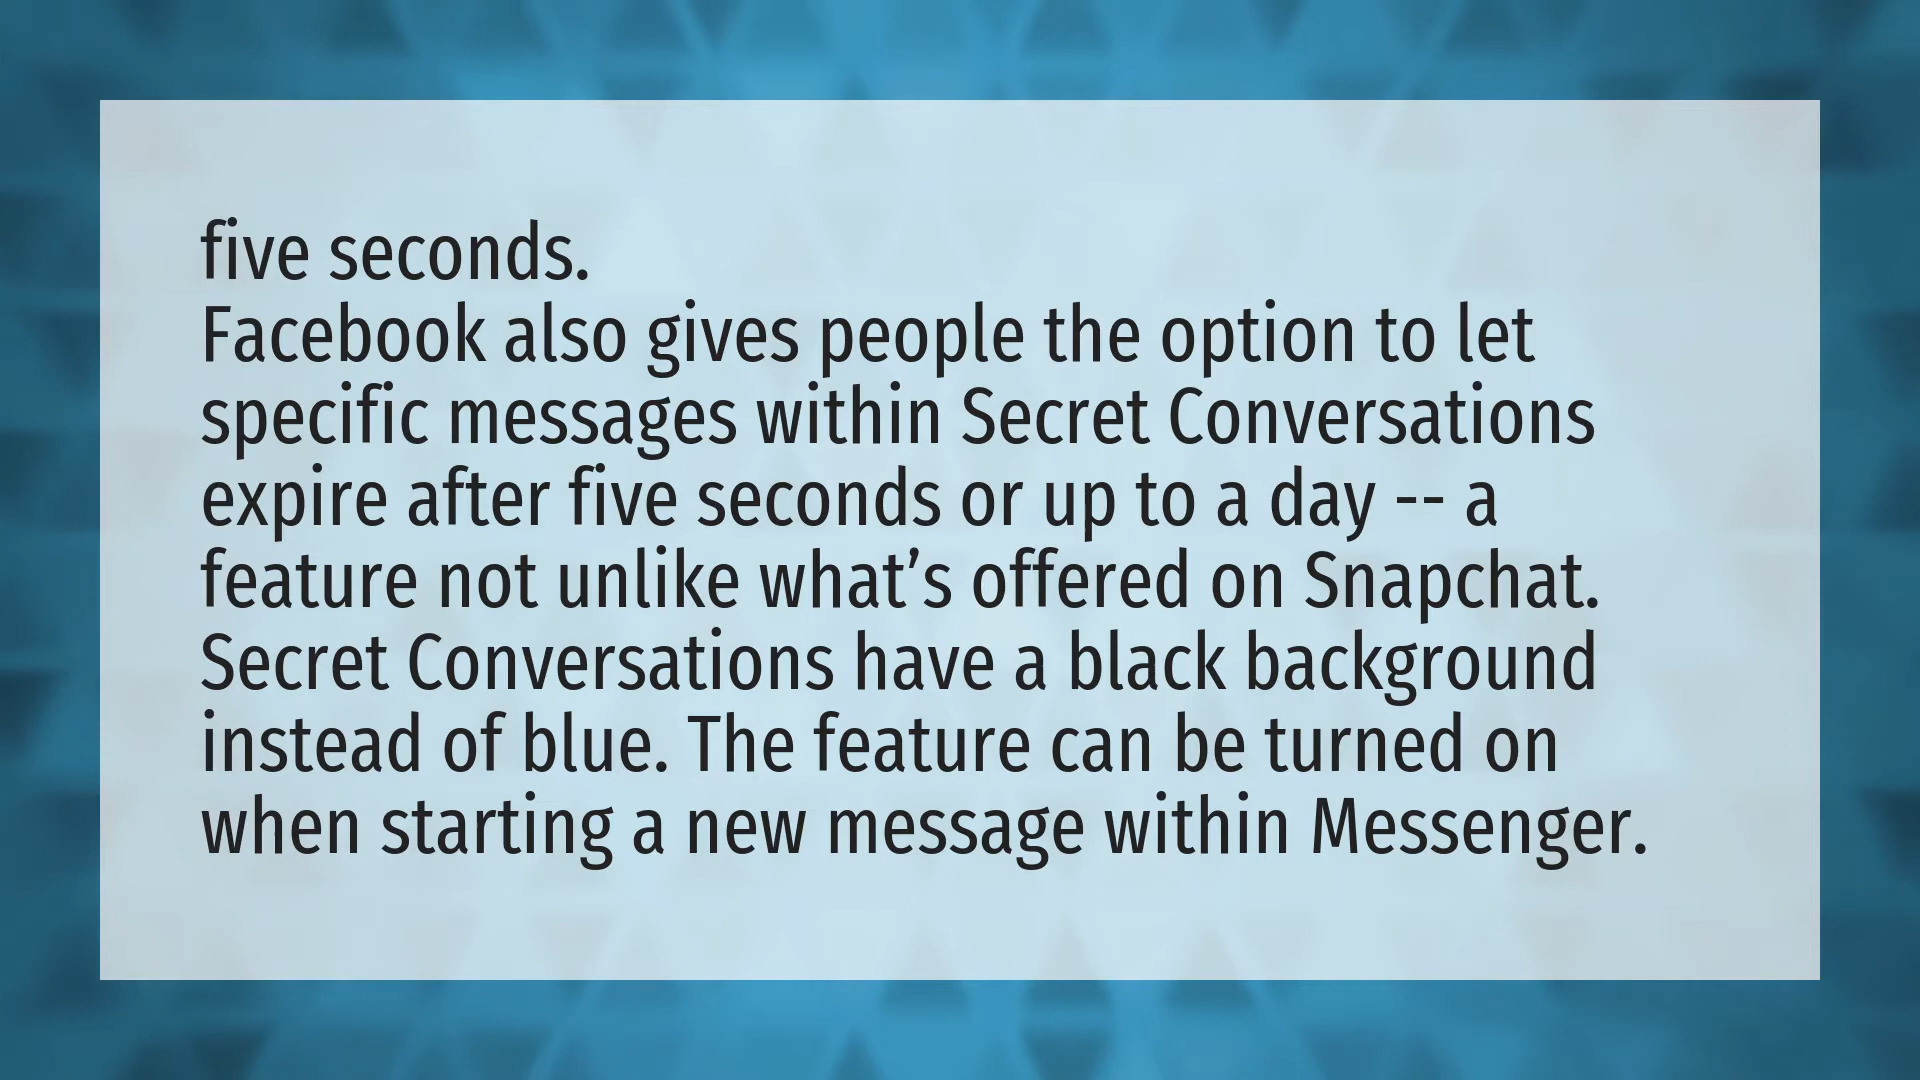 five seconds.
Facebook also gives people the option to let
specific messages within Secret Conversations
expire after five seconds or up to a day -- a
feature not unlike what’s offered on Snapchat.
Secret Conversations have a black background
instead of blue. The feature can be turned on
when starting a new message within Messenger.